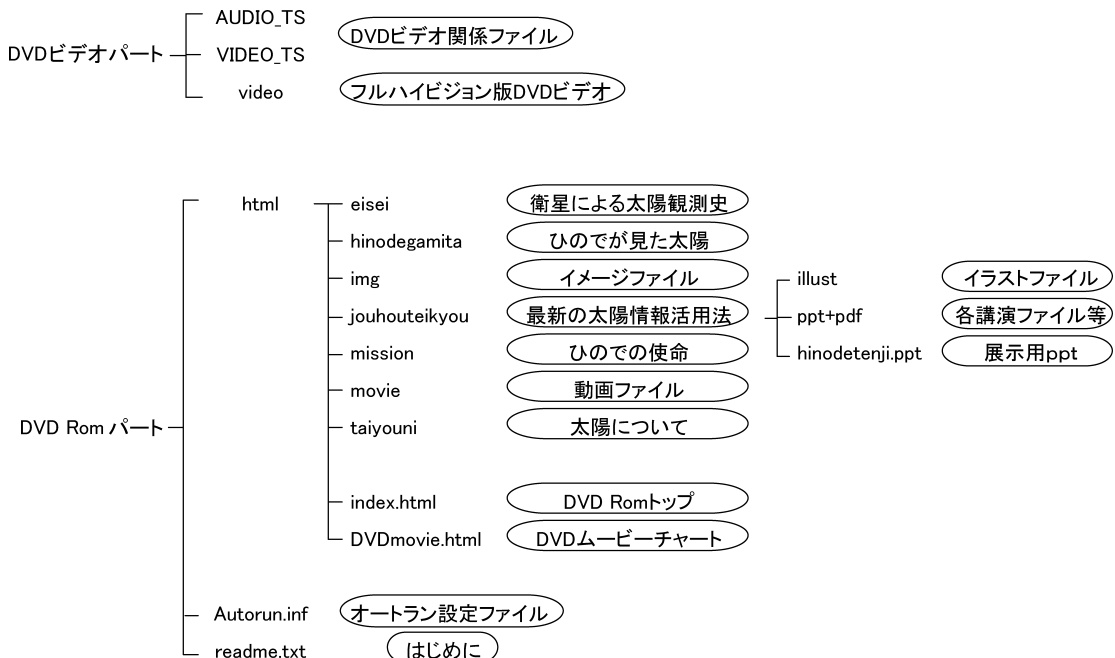 AUDIO_TS
DVDビデオ関係ファイル
DVDビデオパート
VIDEO_TS
video フルハイビジョン版DVDビデオ
html eisei 衛星による太陽観測史
hinodegamita ひのでが見た太陽
img イメージファイル illust イラストファイル
jouhouteikyou 最新の太陽情報活用法 ppt+pdf 各講演ファイル等
mission ひのでの使命 hinodetenji.ppt 展示用ppt
movie 動画ファイル
DVD Rom パート taiyouni 太陽について
index.html DVD Romトップ
DVDmovie.html DVDムービーチャート
Autorun.inf オートラン設定ファイル
readme.txt はじめに